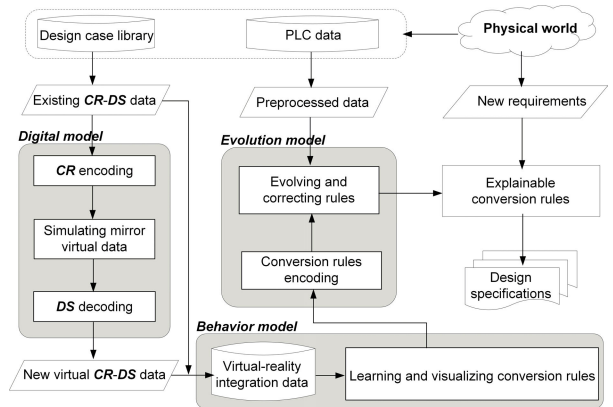 Design case library
PLC data
Physical world
Existing CR-DS data
Preprocessed data
New requirements
Digital model
Evolution model
CR encoding
Evolving and
correcting rules
Explainable
conversion rules
Simulating mirror
virtual data
Conversion rules
encoding
Design
specifications
DS decoding
Behavior model
New virtual CR-DS data
Virtual-reality
integration data
Learning and visualizing conversion rules